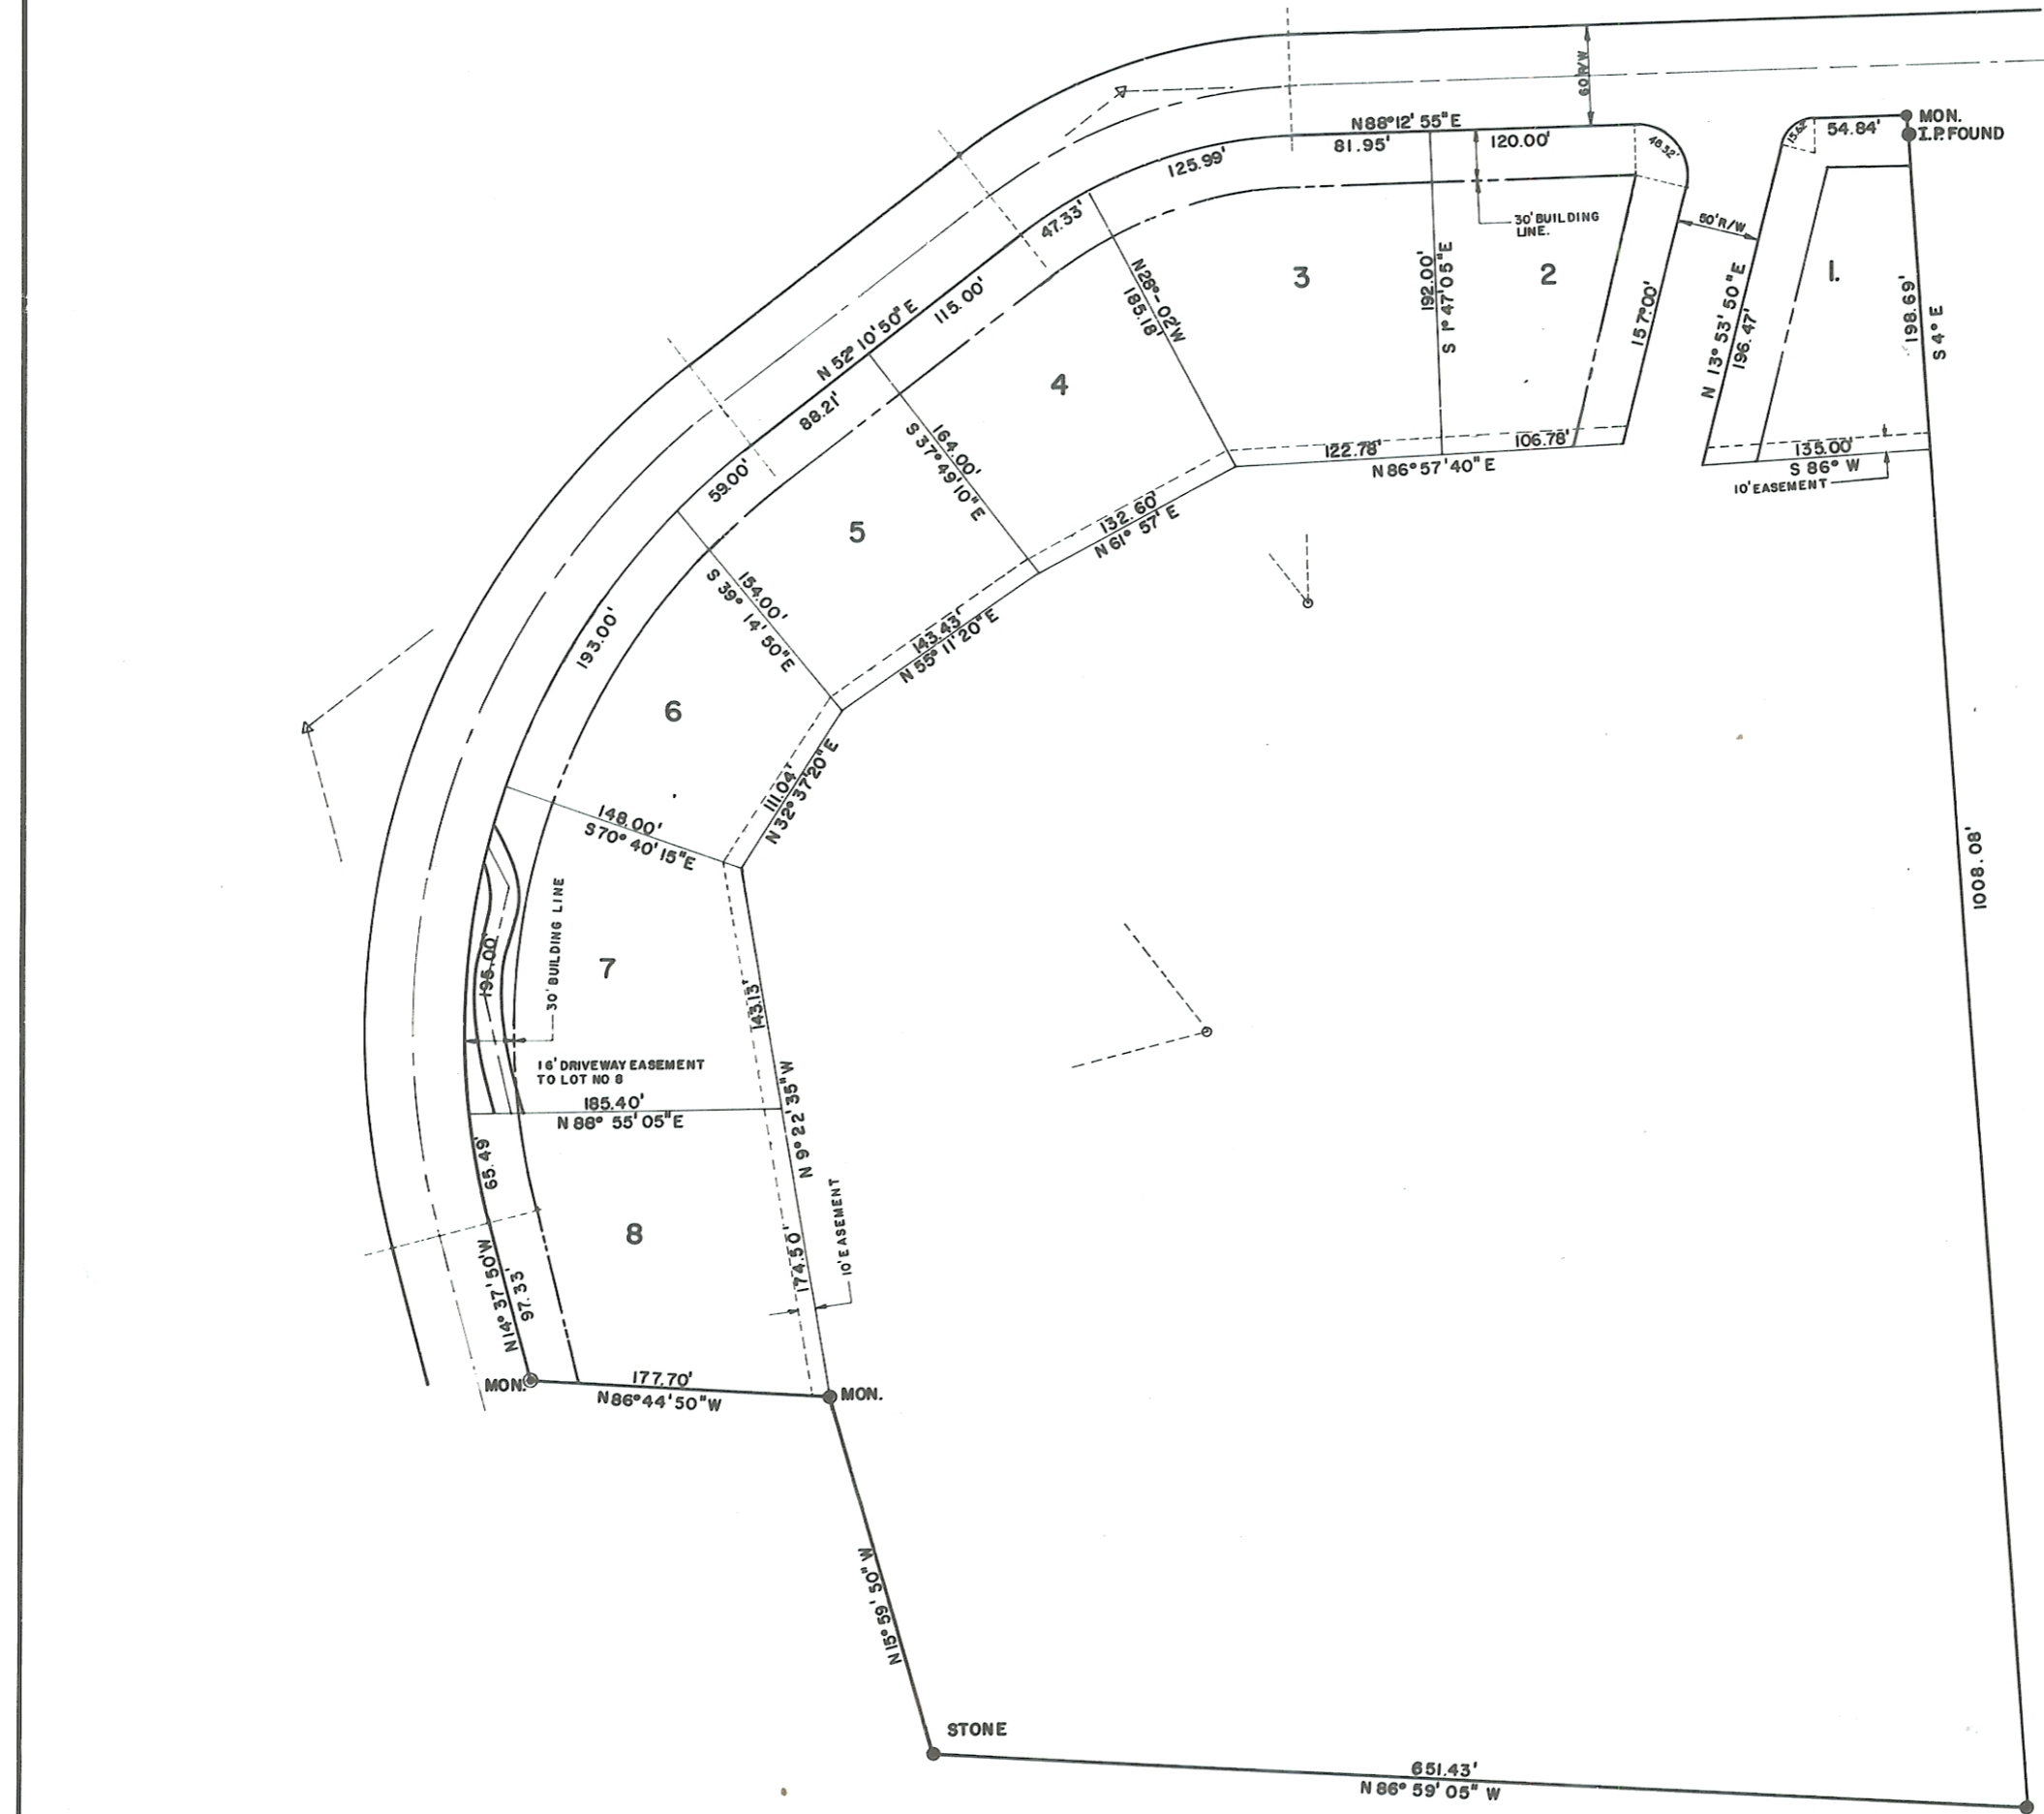 60'R/W
MON.
I.P. FOUND
54.84'
N88°12'55"E
81.95'
120.00'
125.99'
47.33'
30' BUILDING
LINE.
50'R/W
192.00'
S 1°47'05"E
157.00'
N 13°53'50"E
196.47'
198.69'
S 4° E
1.
2
3
4
5
6
7
8
N28°-02'W
185.18'
N 52°10'50"E
115.00'
88.21'
59.00'
164.00'
S 37°49'10"E
122.78'
106.78'
N86°57'40"E
135.00'
S 86° W
10' EASEMENT
132.60'
N 61° 57' E
154.00'
S 39° 14' 50"E
143.43'
N 55° 11' 20"E
193.00'
111.04'
N 32°37'20"E
148.00'
S70° 40' 15"E
1008.08'
30' BUILDING LINE
195.00'
143.13'
16' DRIVEWAY EASEMENT
TO LOT NO 8
185.40'
N 88° 55' 05"E
N 9°22'35"W
65.49'
174.50'
10' EASEMENT
N14°37'50"W
97.33'
MON.
177.70'
N86°44'50"W
MON.
N15°59'50"W
STONE
651.43'
N 86° 59' 05" W